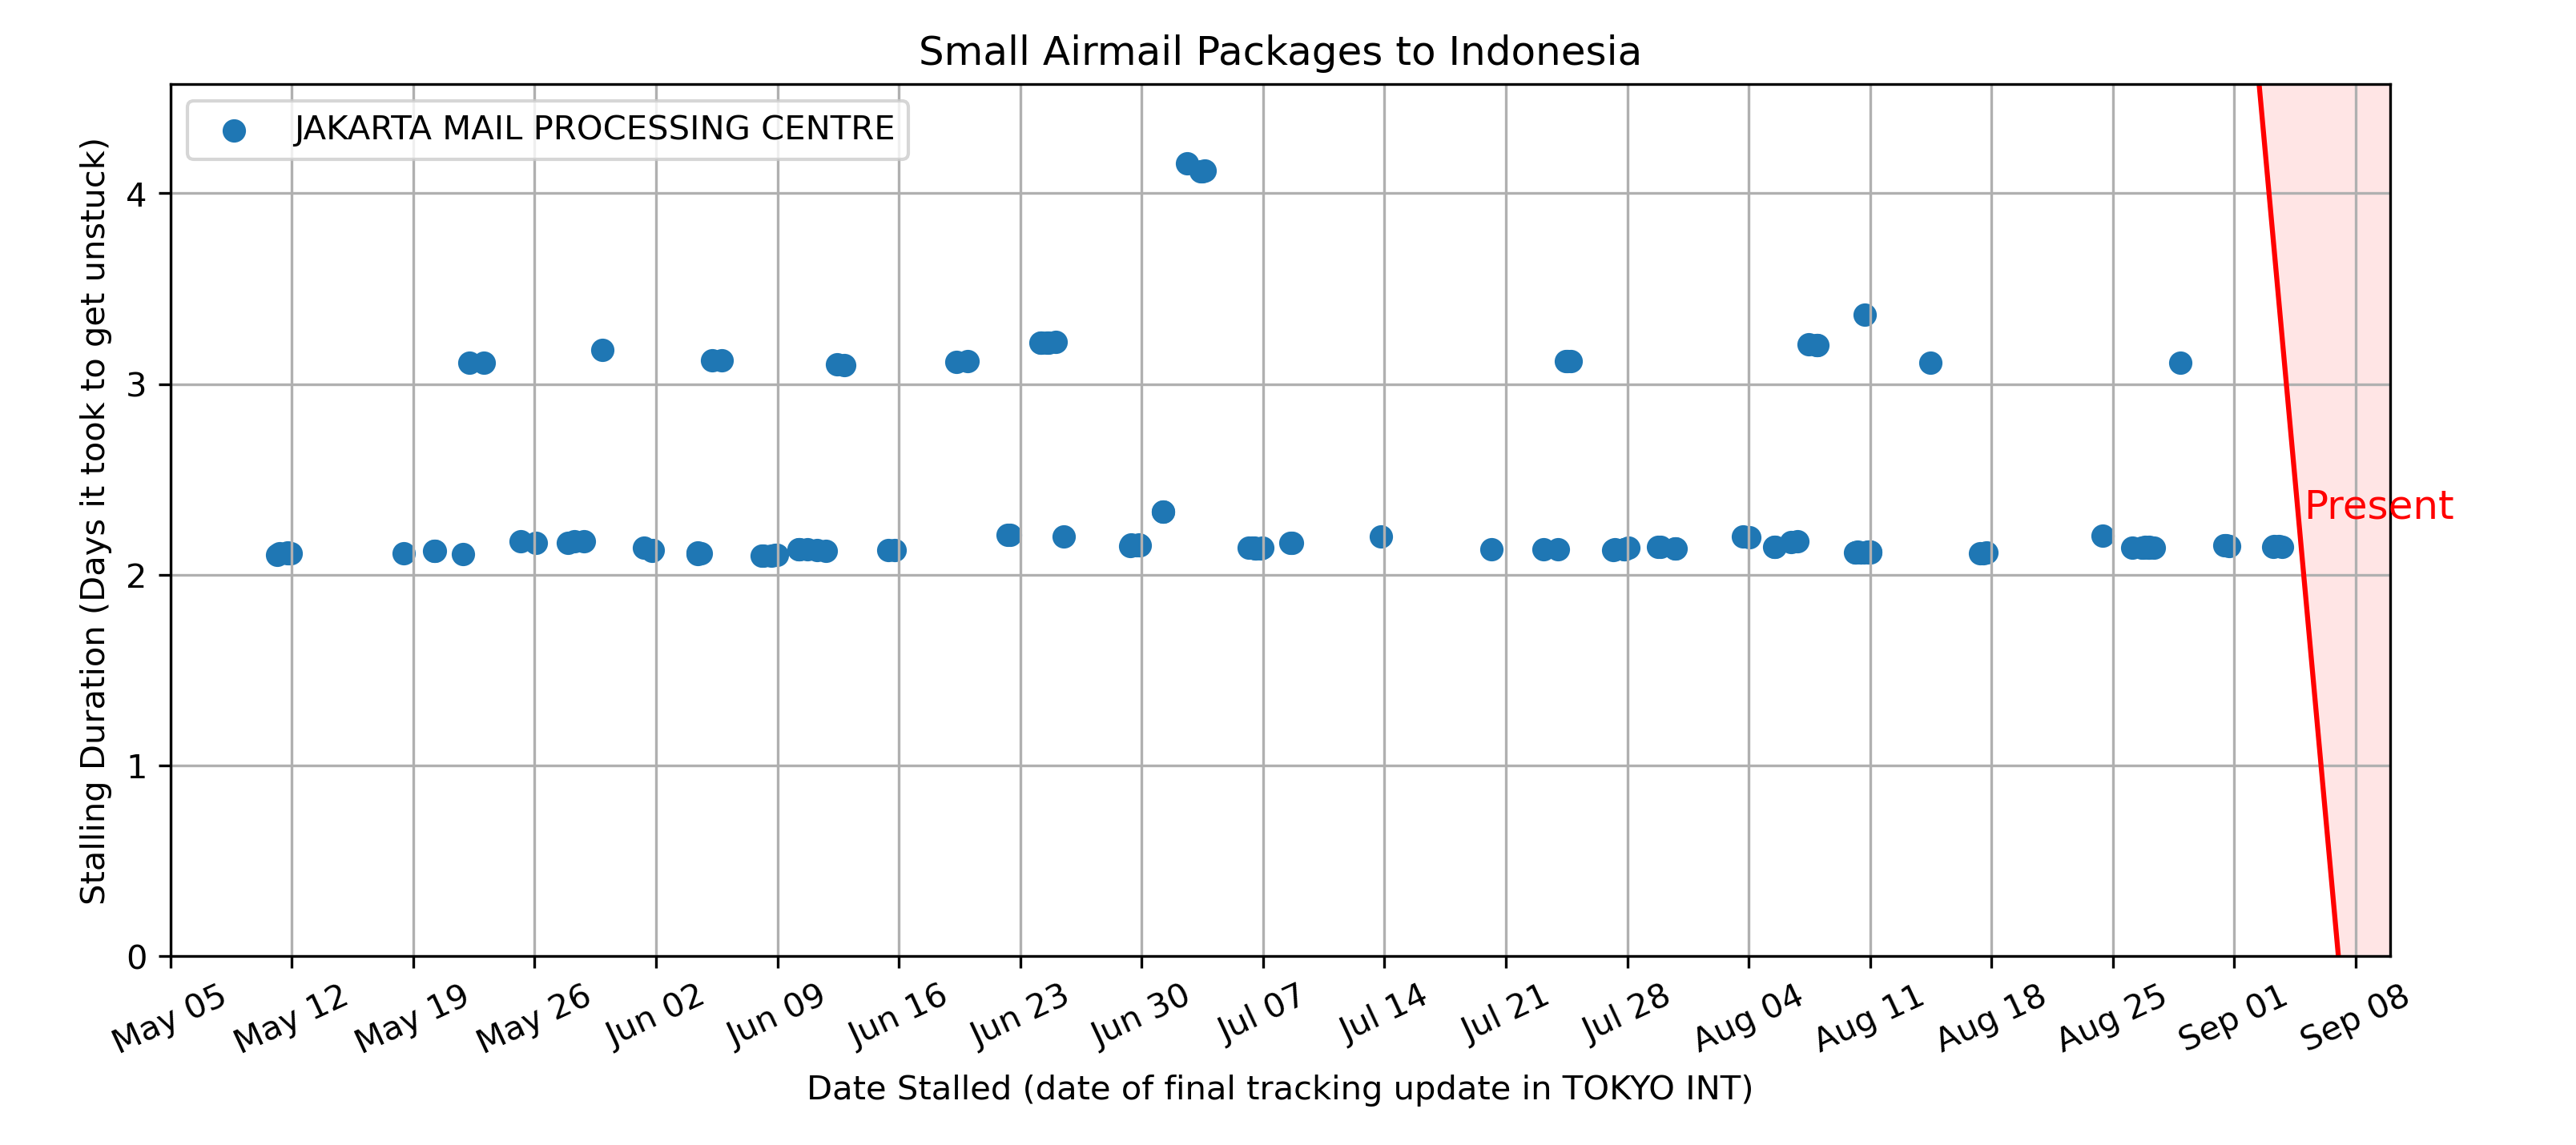 Small Airmail Packages to Indonesia
JAKARTA MAIL PROCESSING CENTRE
Stalling Duration (Days it took to get unstuck)
4
3
2
1
0
Present
May 05
May 12
May 19
May 26
Jun 02
Jun 09
Jun 16
Jun 23
Jun 30
Jul 07
Jul 14
Jul 21
Jul 28
Aug 04
Aug 11
Aug 18
Aug 25
Sep 01
Sep 08
Date Stalled (date of final tracking update in TOKYO INT)